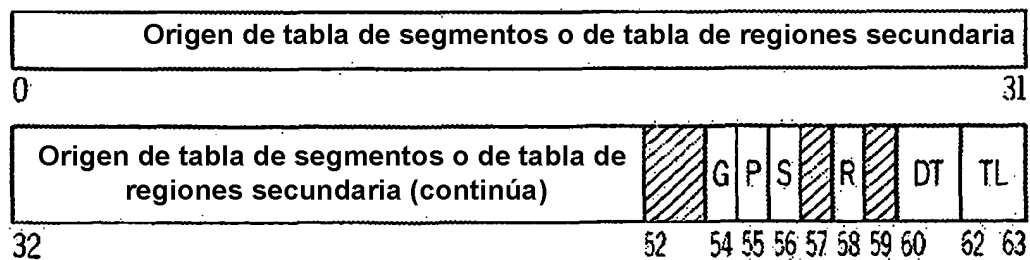 Origen de tabla de segmentos o de tabla de regiones secundaria
0 31
Origen de tabla de segmentos o de tabla de
regiones secundaria (continúa)
G P S R DT TL
32 52 54 55 56 57 58 59 60 62 63